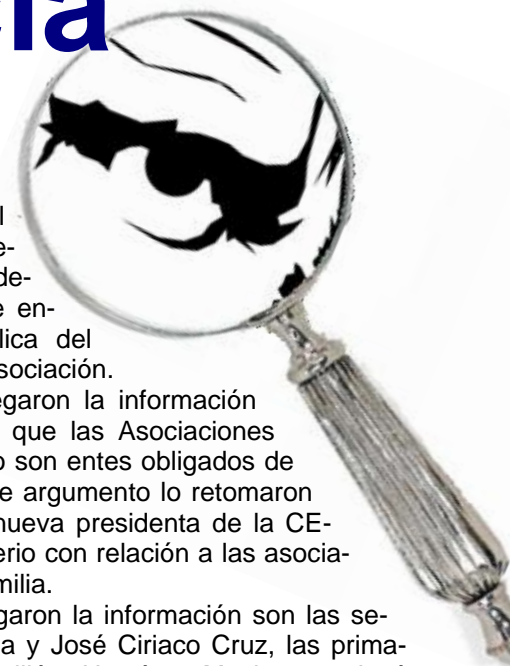 cia
l
e-
de-
e en-
lica del
sociación.
egaron la información
que las Asociaciones
o son entes obligados de
e argumento lo retomaron
nueva presidenta de la CE-
erio con relación a las asocia-
milia.
garon la información son las se-
a y José Ciriaco Cruz, las prima-